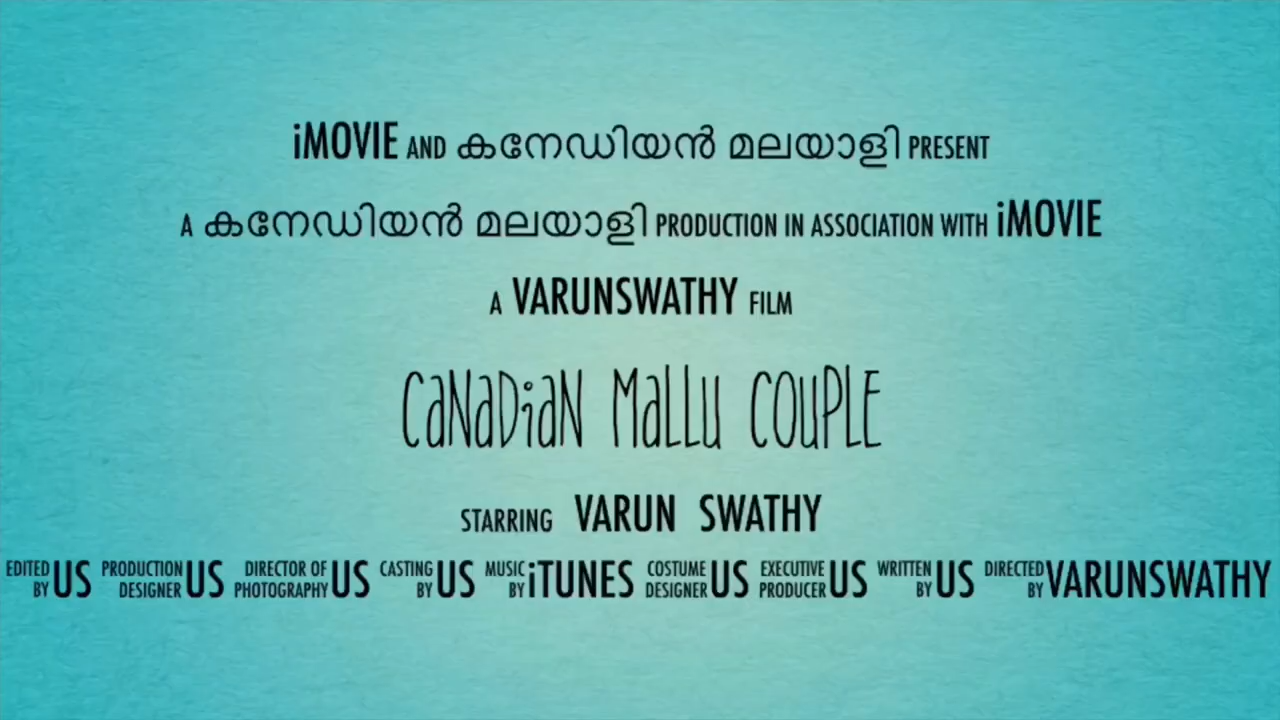 iMOVIE AND കനേഡിയൻ മലയാളി PRESENT
A കനേഡിയൻ മലയാളി PRODUCTION IN ASSOCIATION WITH iMOVIE
A VARUNSWATHY FILM
CaNaDiaN MaLLu COuPLE
STARRING VARUN SWATHY
EDITED BY US PRODUCTION DESIGNER US DIRECTOR OF PHOTOGRAPHY US CASTING BY US MUSIC BY iTUNES COSTUME DESIGNER US EXECUTIVE PRODUCER US WRITTEN BY US DIRECTED BY VARUNSWATHY